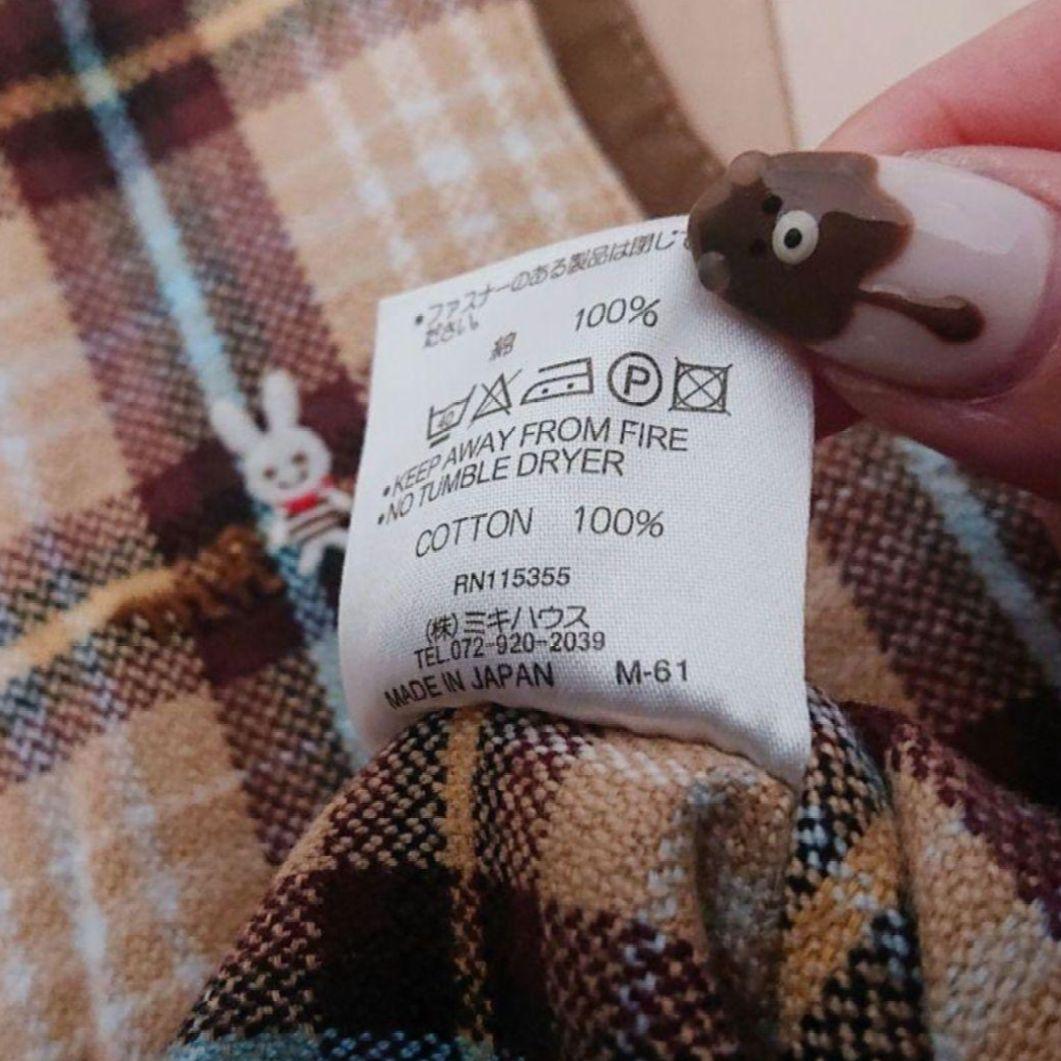 •ファスナーのある製品は閉じ
ださい
綿 100%
40 P
•KEEP AWAY FROM FIRE
•NO TUMBLE DRYER
COTTON 100%
RN115355
(株)ミキハウス
TEL.072-920-2039
MADE IN JAPAN M-61